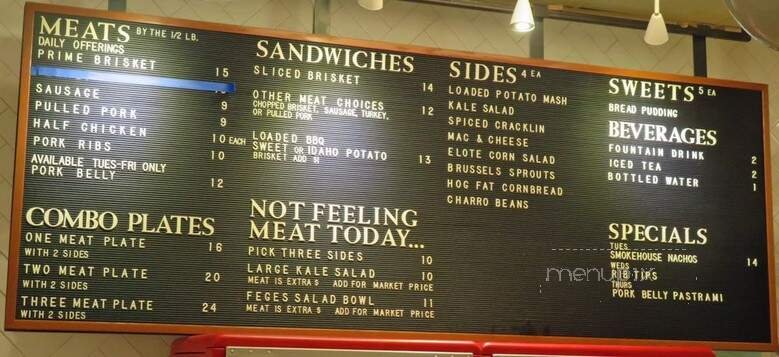 MEATS BY THE 1/2 LB.
DAILY OFFERINGS
PRIME BRISKET 15
SAUSAGE 9
PULLED PORK 9
HALF CHICKEN 10 EACH
PORK RIBS 10
AVAILABLE TUES-FRI ONLY
PORK BELLY 12
COMBO PLATES
ONE MEAT PLATE 16
WITH 2 SIDES
TWO MEAT PLATE 20
WITH 2 SIDES
THREE MEAT PLATE 24
WITH 2 SIDES
SANDWICHES
SLICED BRISKET 14
OTHER MEAT CHOICES 12
CHOPPED BRISKET, SAUSAGE, TURKEY,
OR PULLED PORK
LOADED BBQ
SWEET OR IDAHO POTATO 13
BRISKET ADD $1
NOT FEELING
MEAT TODAY...
PICK THREE SIDES 10
LARGE KALE SALAD 10
MEAT IS EXTRA $ ADD FOR MARKET PRICE
FEGES SALAD BOWL 11
MEAT IS EXTRA $ ADD FOR MARKET PRICE
SIDES 4 EA
LOADED POTATO MASH
KALE SALAD
SPICED CRACKLIN
MAC & CHEESE
ELOTE CORN SALAD
BRUSSELS SPROUTS
HOG FAT CORNBREAD
CHARRO BEANS
SWEETS 5 EA
BREAD PUDDING
BEVERAGES
FOUNTAIN DRINK 2
ICED TEA 2
BOTTLED WATER 1
SPECIALS
TUES
SMOKEHOUSE NACHOS 14
WEDS
RIB TIPS
THURS
PORK BELLY PASTRAMI